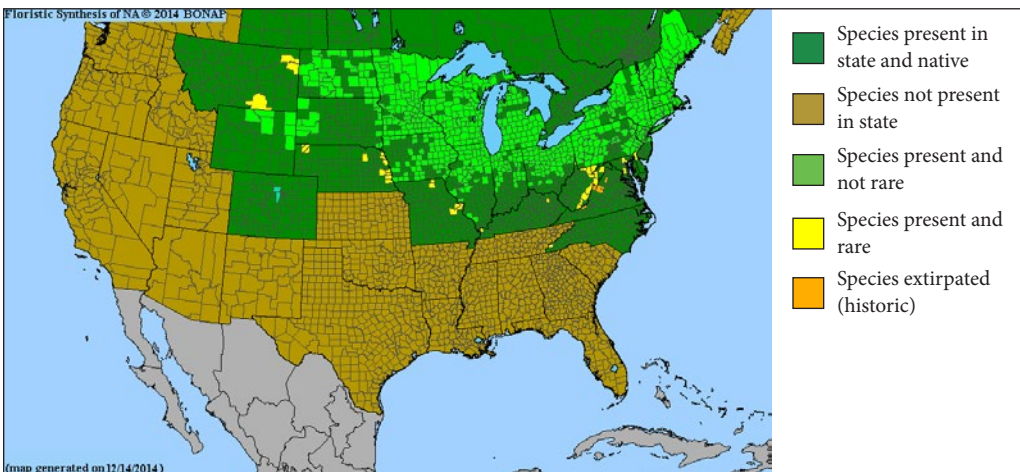 Floristic Synthesis of NA © 2014 BONAP
Species present in
state and native
Species not present
in state
Species present and
not rare
Species present and
rare
Species extirpated
(historic)
(map generated on 12/14/2014)